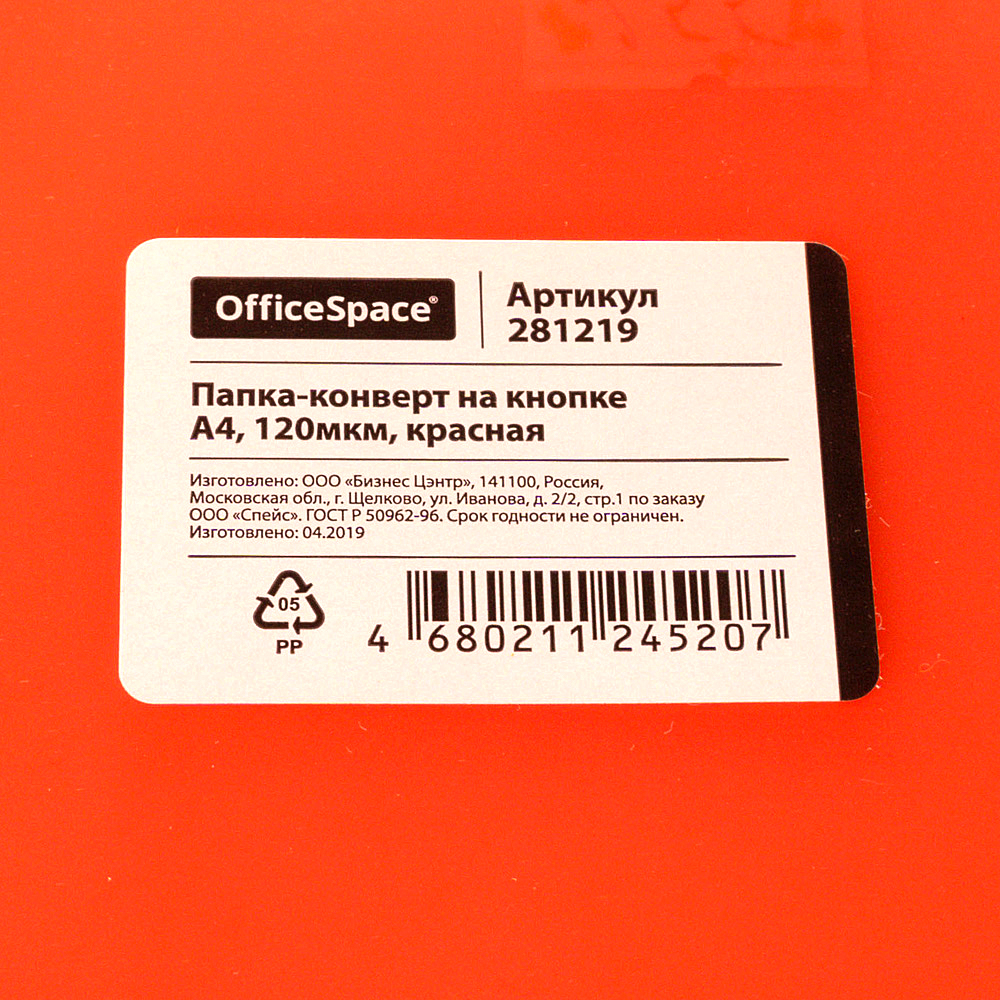 OfficeSpace®
Артикул
281219
Папка-конверт на кнопке
А4, 120мкм, красная
Изготовлено: ООО «Бизнес Цэнтр», 141100, Россия,
Московская обл., г. Щелково, ул. Иванова, д. 2/2, стр.1 по заказу
ООО «Спейс». ГОСТ Р 50962-96. Срок годности не ограничен.
Изготовлено: 04.2019
05
PP
4 680211 245207